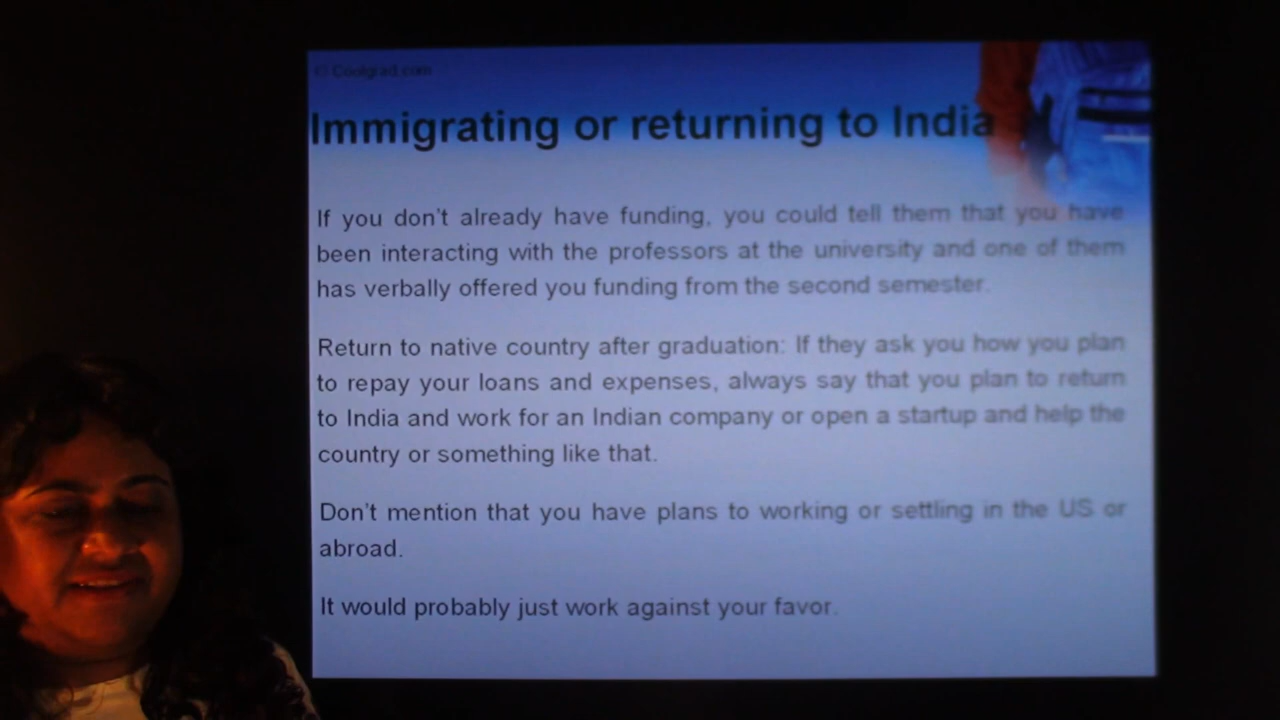 © Coolgrad.com
Immigrating or returning to India
If you don't already have funding, you could tell them that you have
been interacting with the professors at the university and one of them
has verbally offered you funding from the second semester.
Return to native country after graduation: If they ask you how you plan
to repay your loans and expenses, always say that you plan to return
to India and work for an Indian company or open a startup and help the
country or something like that.
Don't mention that you have plans to working or settling in the US or
abroad.
It would probably just work against your favor.